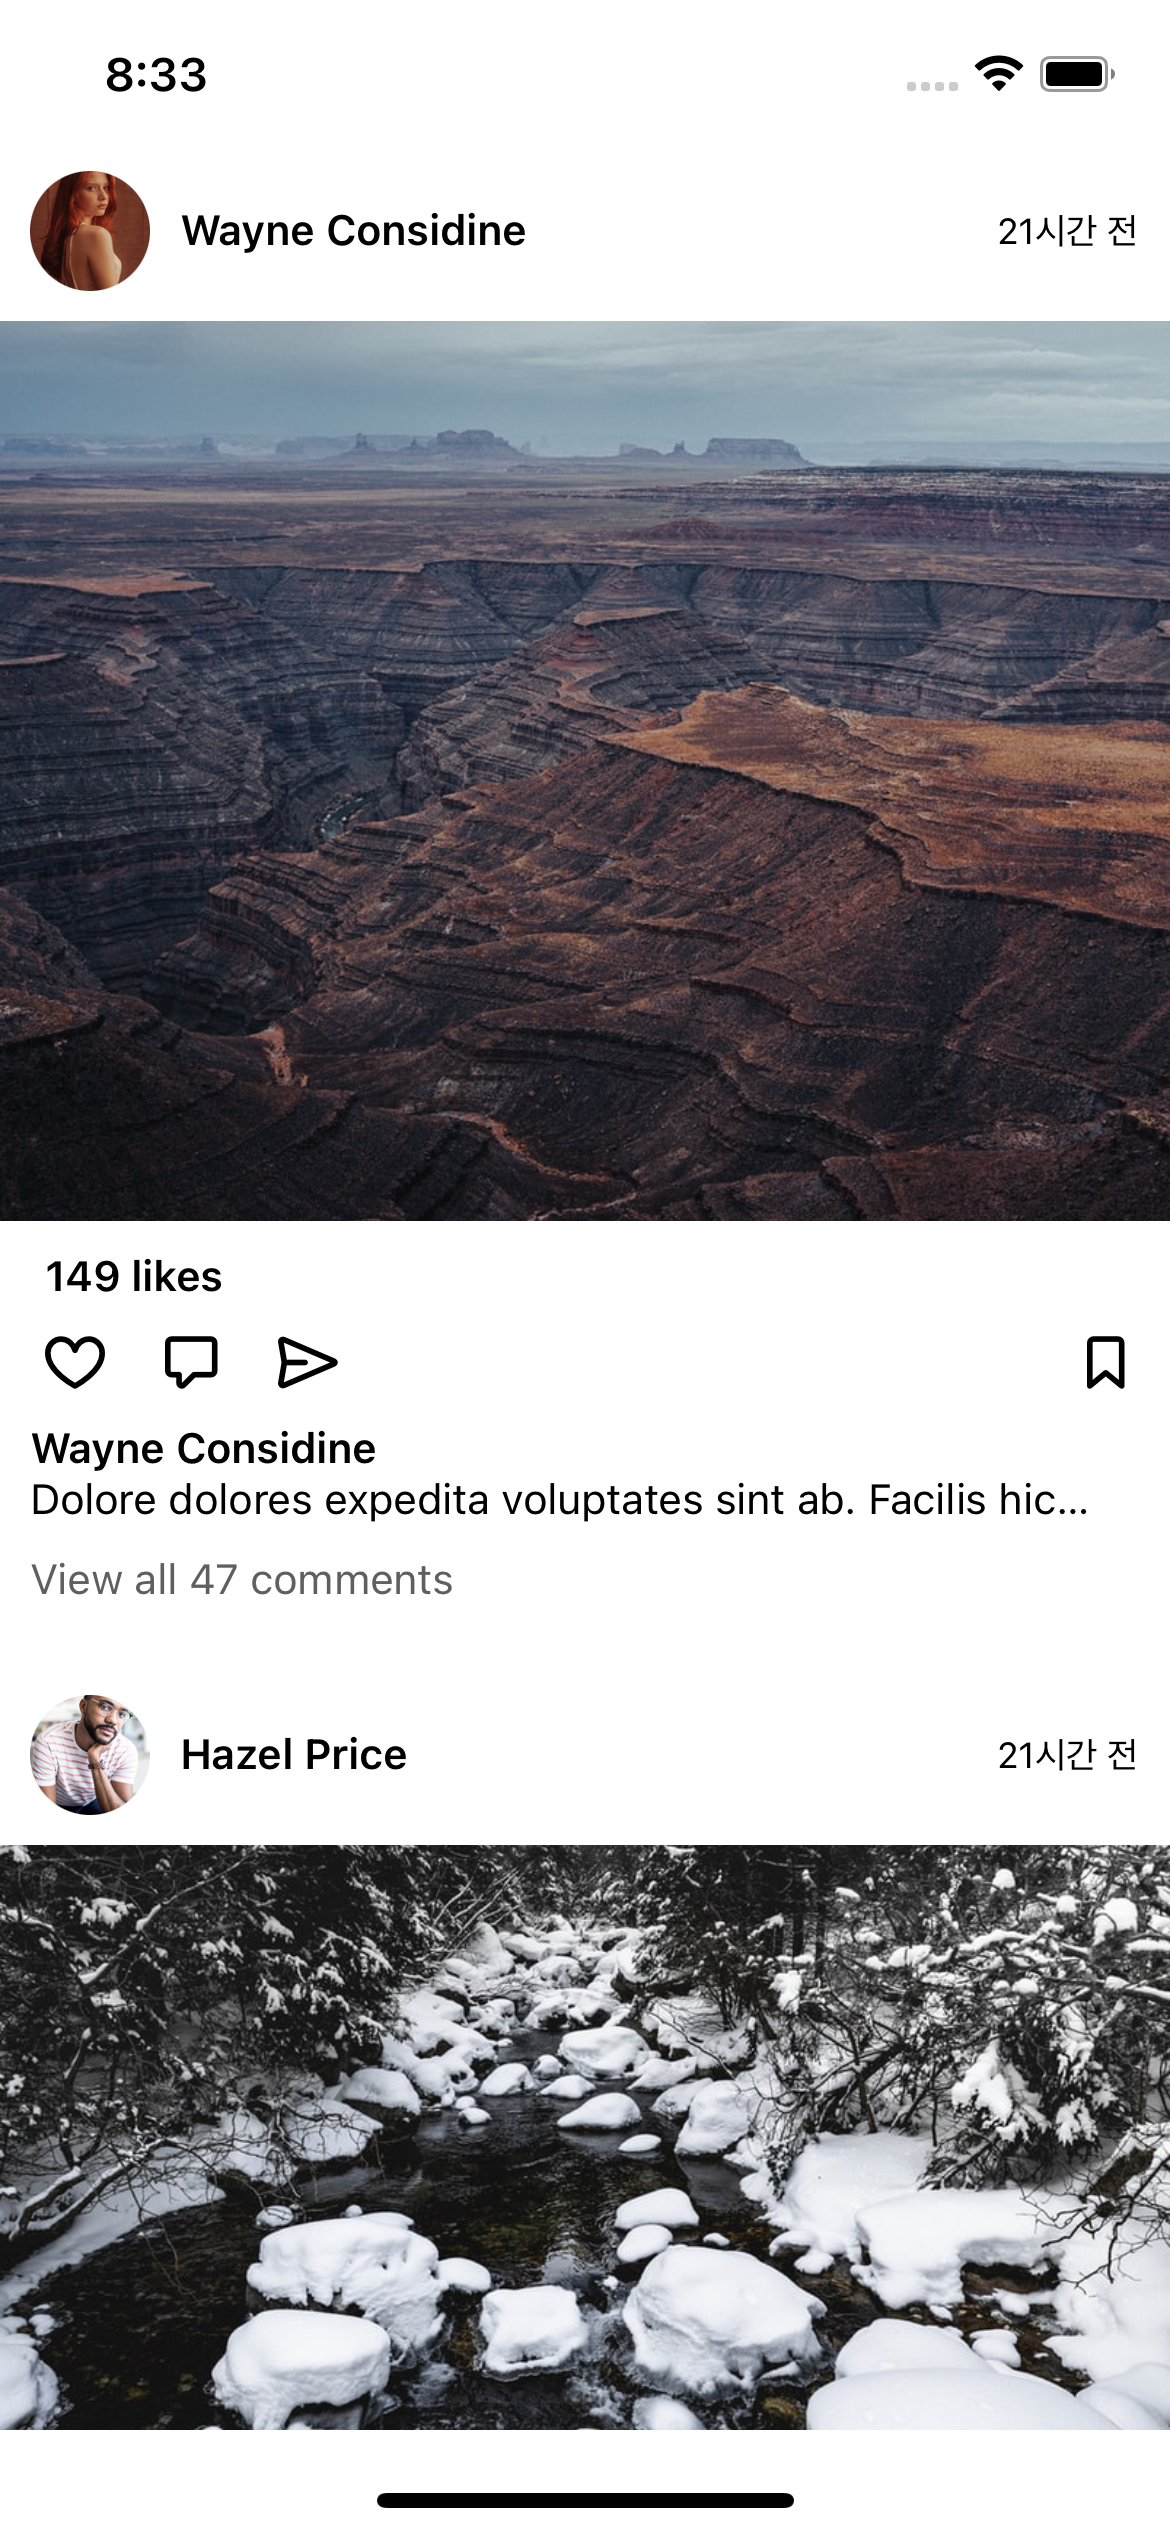 8:33
Wayne Considine
21시간 전
149 likes
Wayne Considine
Dolore dolores expedita voluptates sint ab. Facilis hic...
View all 47 comments
Hazel Price
21시간 전